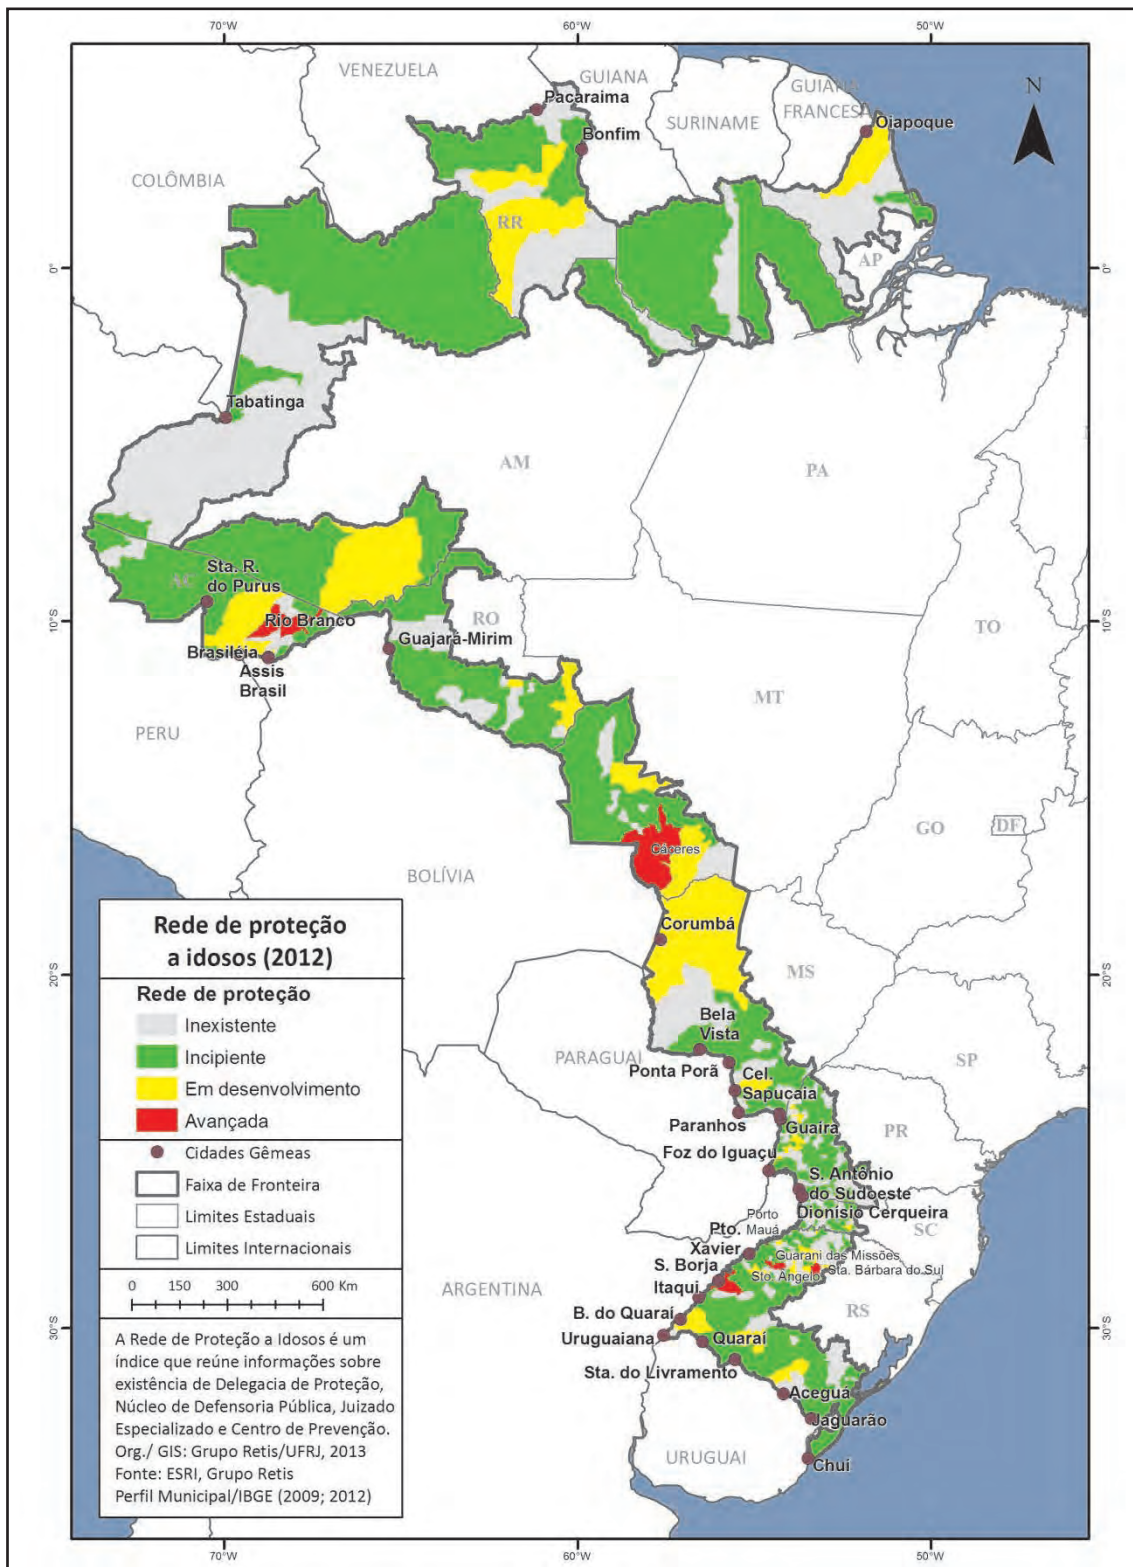 70°W
60°W
50°W
VENEZUELA
GUIANA
GUIANA
FRANCESA
SURINAME
COLÔMBIA
N
Pacaraima
Bonfim
Oiapoque
RR
AP
0°
0°
Tabatinga
AM
PA
AC
Sta. R.
do Purus
Rio Branco
RO
TO
10°S
10°S
Guajará-Mirim
Brasiléia
Assis
Brasil
MT
PERU
GO
DF
Cáceres
BOLÍVIA
Corumbá
MS
20°S
20°S
Bela
Vista
PARAGUAI
SP
Ponta Porã
Cel.
Sapucaia
Paranhos
Guaira
PR
Foz do Iguaçu
S. Antônio
do Sudoeste
Dionísio Cerqueira
SC
Porto
Mauá
Pto.
Xavier
Guarani das Missões
S. Borja
Sto. Angelo
Sta. Bárbara do Sul
Itaqui
ARGENTINA
RS
B. do Quaraí
30°S
30°S
Uruguaiana
Quaraí
Sta. do Livramento
Aceguá
Jaguarão
URUGUAI
Chuí
Rede de proteção
a idosos (2012)
Rede de proteção
Inexistente
Incipiente
Em desenvolvimento
Avançada
Cidades Gêmeas
Faixa de Fronteira
Limites Estaduais
Limites Internacionais
0 150 300 600 Km
A Rede de Proteção a Idosos é um
índice que reúne informações sobre
existência de Delegacia de Proteção,
Núcleo de Defensoria Pública, Juizado
Especializado e Centro de Prevenção.
Org./ GIS: Grupo Retis/UFRJ, 2013
Fonte: ESRI, Grupo Retis
Perfil Municipal/IBGE (2009; 2012)
70°W
60°W
50°W